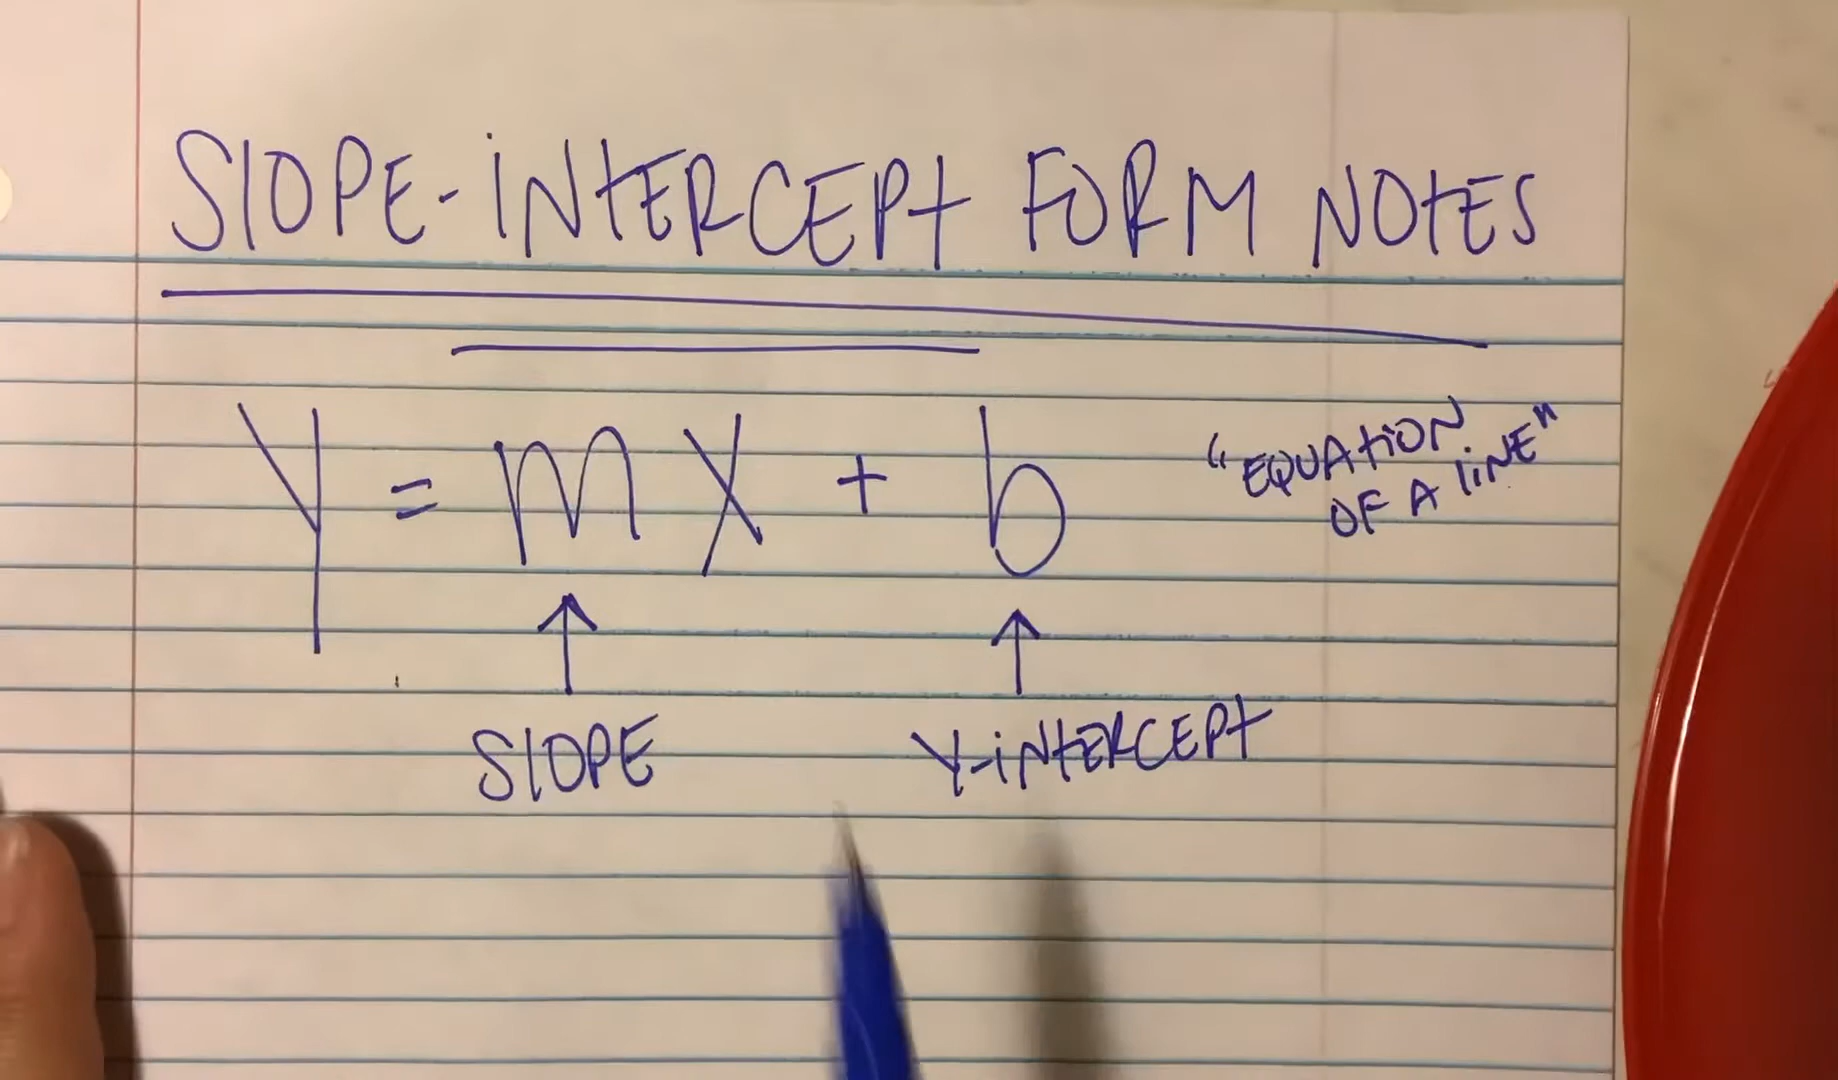 SlOPE-iNtERCEPt FORM NOtES
Y = mX + b
"EQUAtiON
OF A liNE"
↑ ↑
SlOPE Y-iNtERCEPt